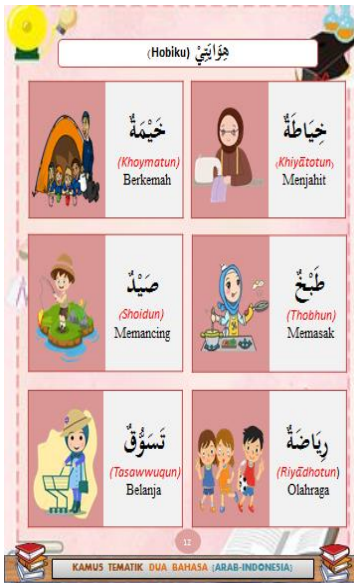 (Hobiku) هِوَايَتِيْ
خِيَاطَةٌ
(Khiyātotun)
Menjahit
خَيْمَةٌ
(Khoymatun)
Berkemah
طَبْخٌ
(Thobhun)
Memasak
صَيْدٌ
(Shoidun)
Memancing
رِيَاضَةٌ
(Riyādhotun)
Olahraga
تَسَوُّقٌ
(Tasawwuqun)
Belanja
12
KAMUS TEMATIK DUA BAHASA (ARAB-INDONESIA)